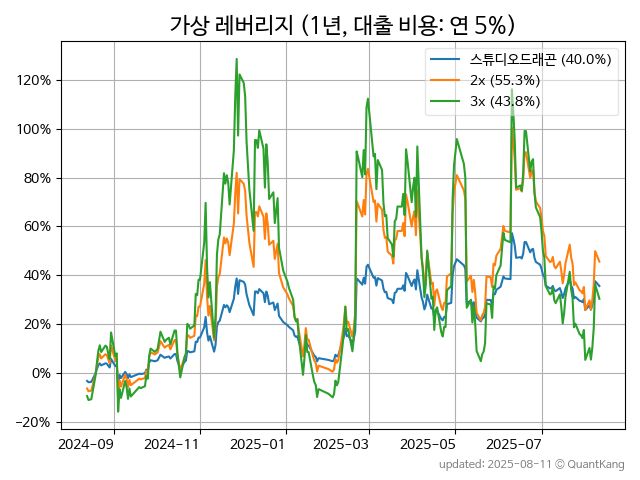 가상 레버리지 (1년, 대출 비용: 연 5%)
스튜디오드래곤 (40.0%)
2x (55.3%)
3x (43.8%)
120%
100%
80%
60%
40%
20%
0%
−20%
2024-09
2024-11
2025-01
2025-03
2025-05
2025-07
updated: 2025-08-11 © QuantKang